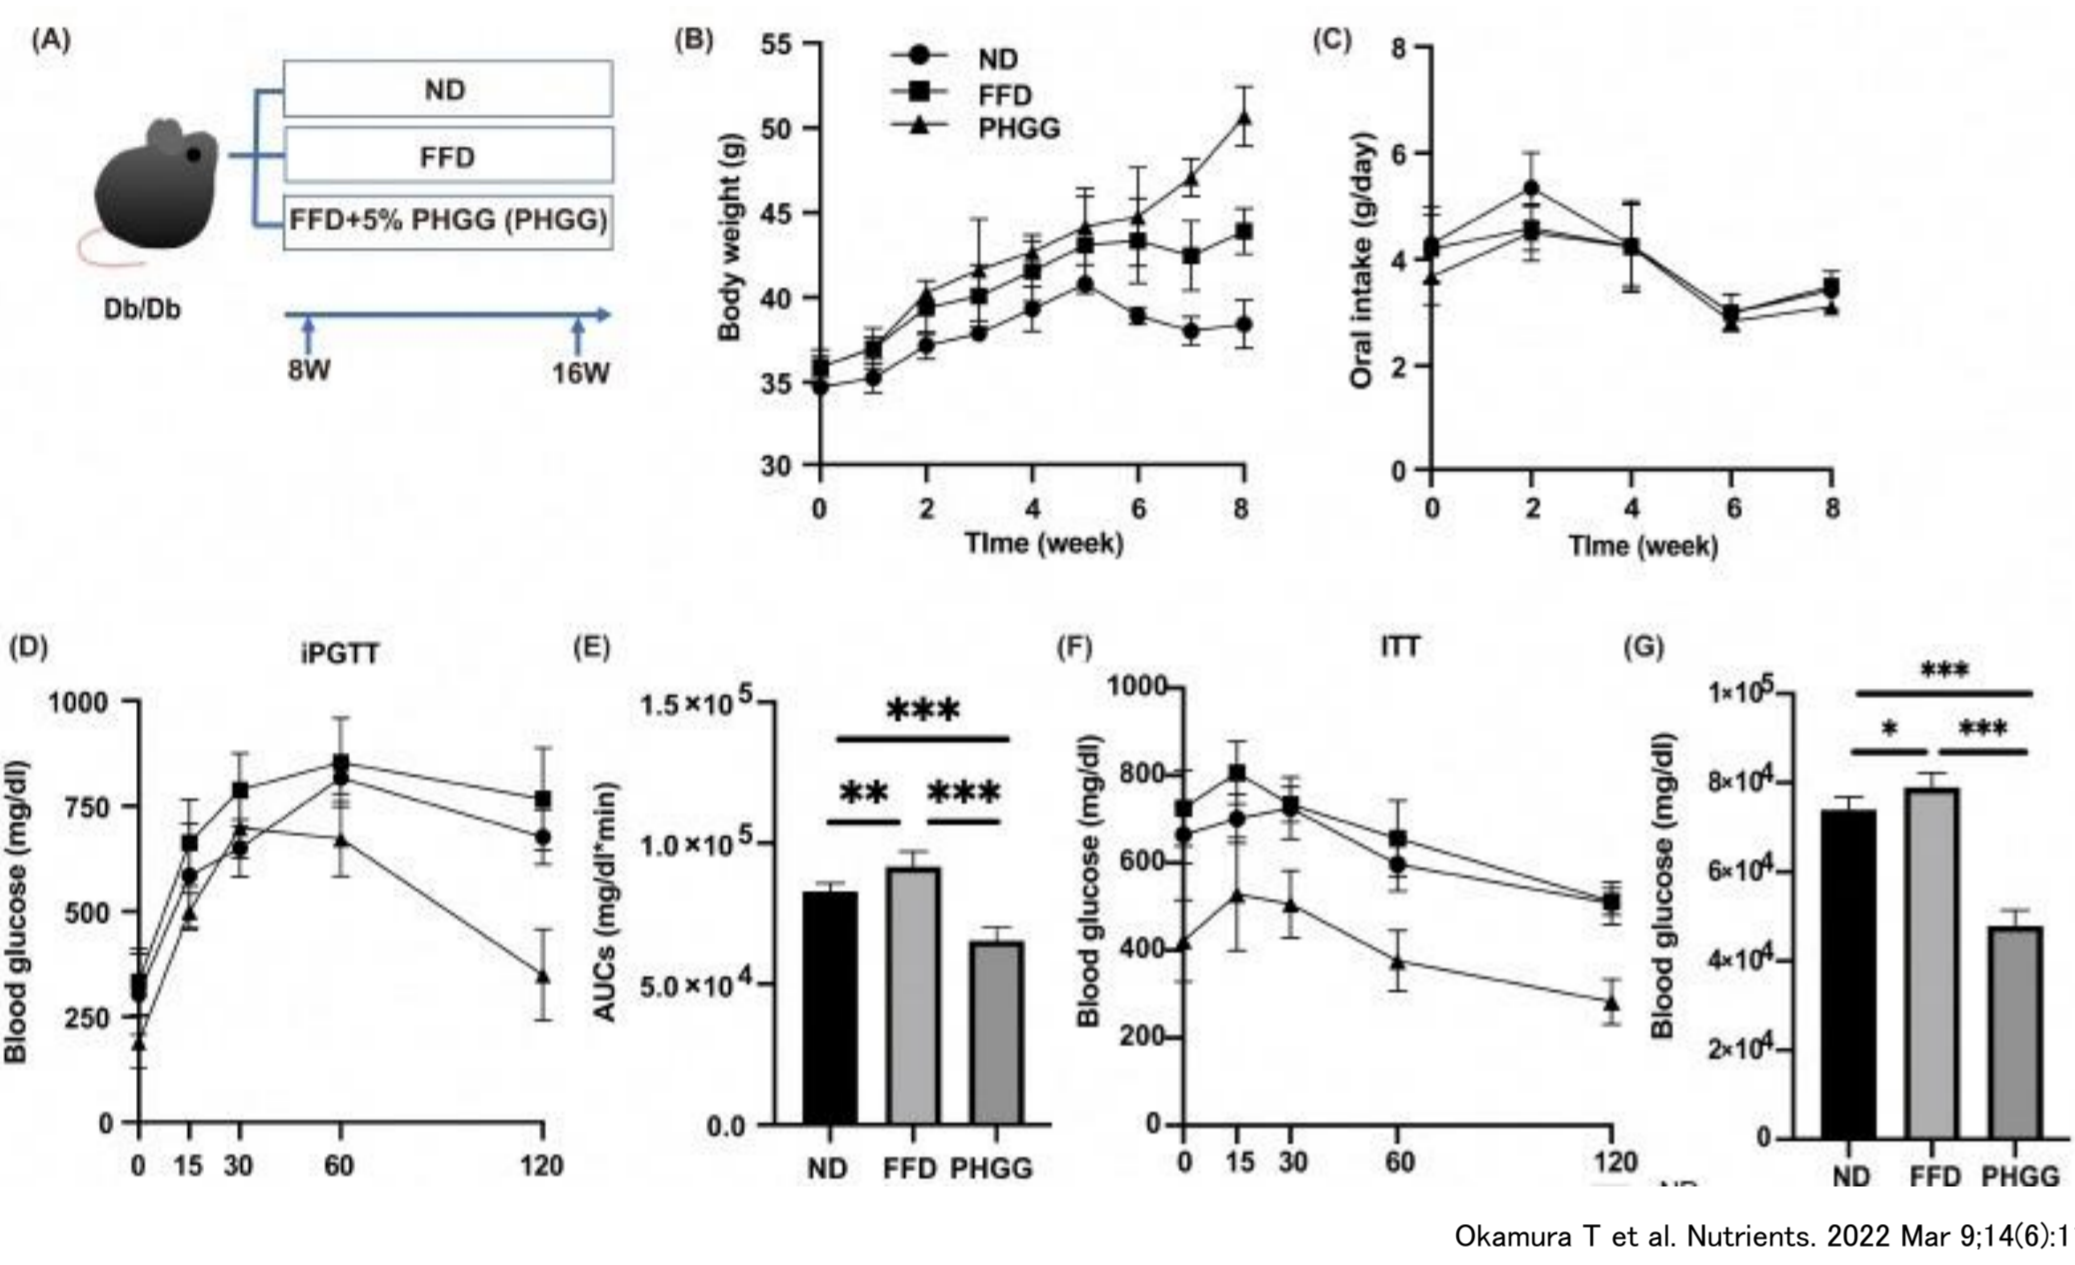 (A)
ND
FFD
FFD+5% PHGG (PHGG)
Db/Db
8W
16W
(B)
ND
FFD
PHGG
Body weight (g)
55
50
45
40
35
30
0 2 4 6 8
TIme (week)
(C)
Oral intake (g/day)
8
6
4
2
0
0 2 4 6 8
TIme (week)
(D)
iPGTT
Blood glucose (mg/dl)
1000
750
500
250
0
0 15 30 60 120
(E)
AUCs (mg/dl*min)
1.5×10⁵
1.0×10⁵
5.0×10⁴
0.0
***
** ***
ND FFD PHGG
(F)
ITT
Blood glucose (mg/dl)
1000
800
600
400
200
0
0 15 30 60 120
(G)
Blood glucose (mg/dl)
1×10⁵
8×10⁴
6×10⁴
4×10⁴
2×10⁴
0
***
* ***
ND FFD PHGG
Okamura T et al. Nutrients. 2022 Mar 9;14(6):1